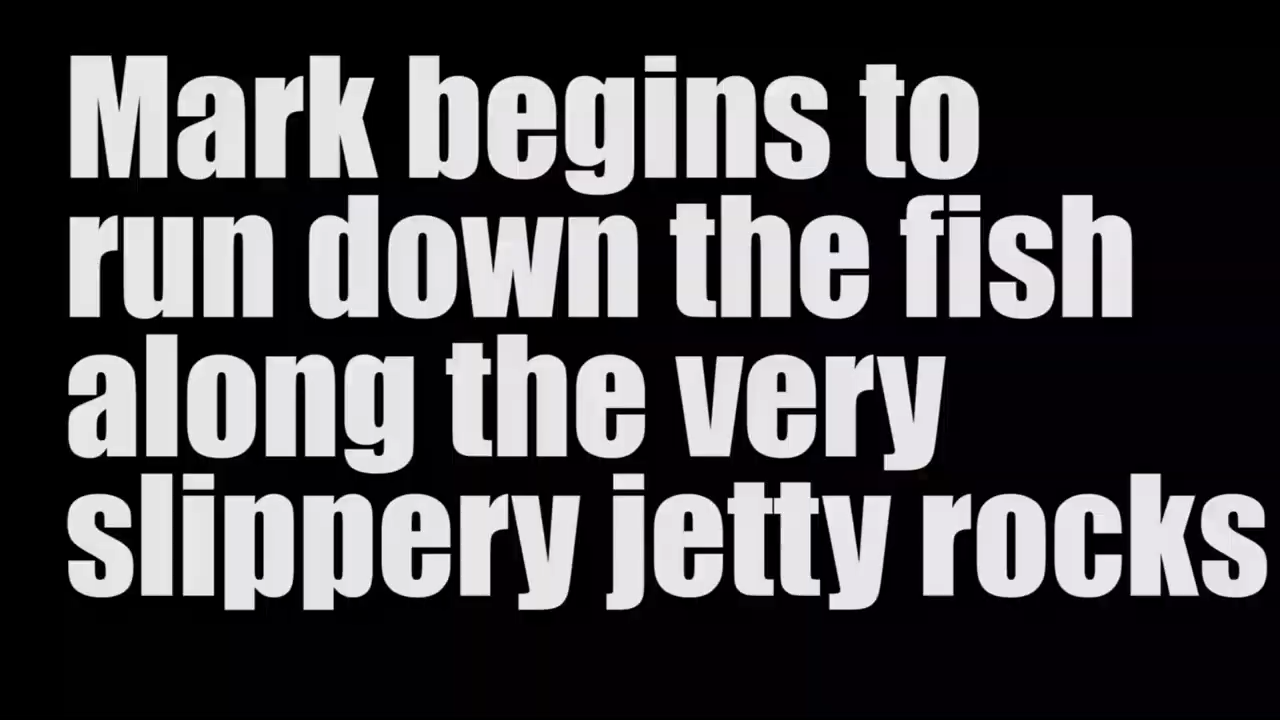 Mark begins to
run down the fish
along the very
slippery jetty rocks